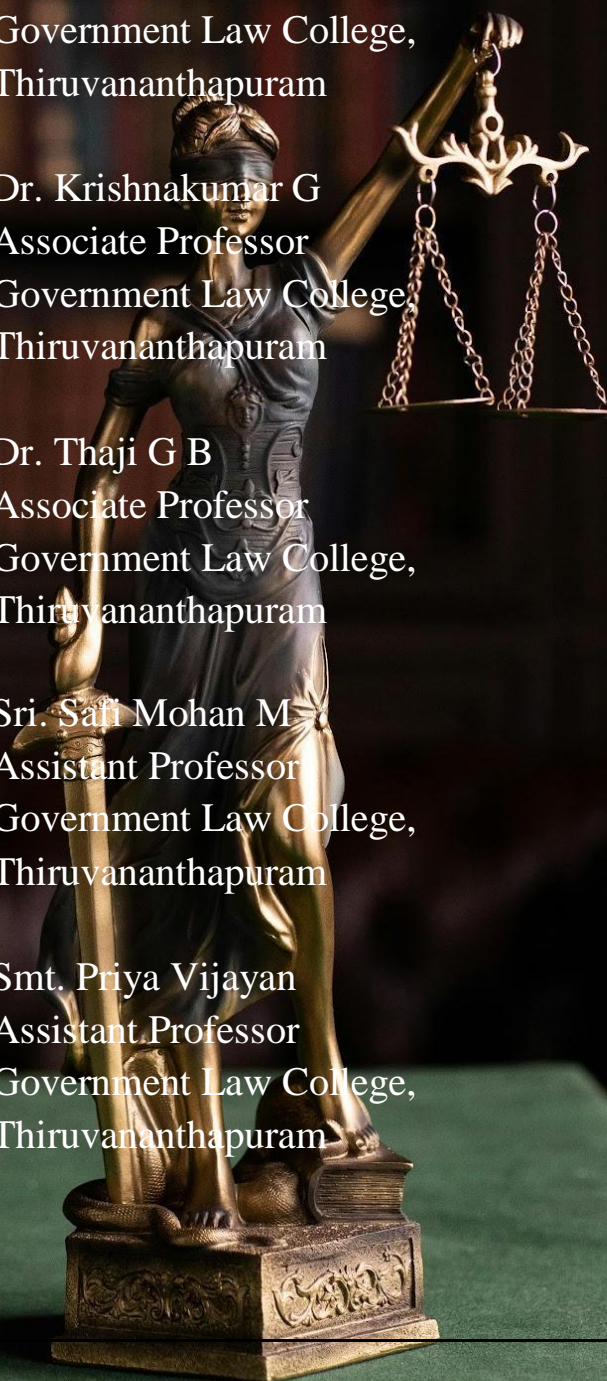 Government Law College,
Thiruvananthapuram
Dr. Krishnakumar G
Associate Professor
Government Law College,
Thiruvananthapuram
Dr. Thaji G B
Associate Professor
Government Law College,
Thiruvananthapuram
Sri. Safi Mohan M
Assistant Professor
Government Law College,
Thiruvananthapuram
Smt. Priya Vijayan
Assistant Professor
Government Law College,
Thiruvananthapuram